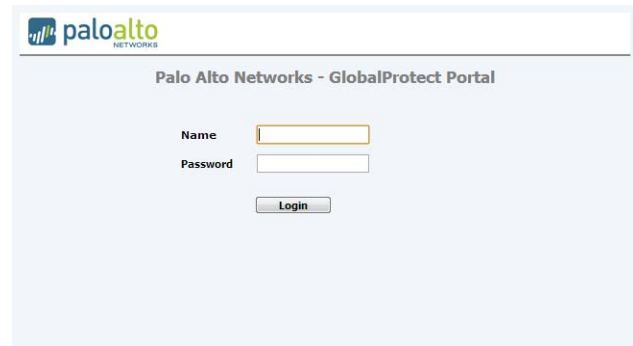 paloalto
NETWORKS
Palo Alto Networks - GlobalProtect Portal
Name
Password
Login